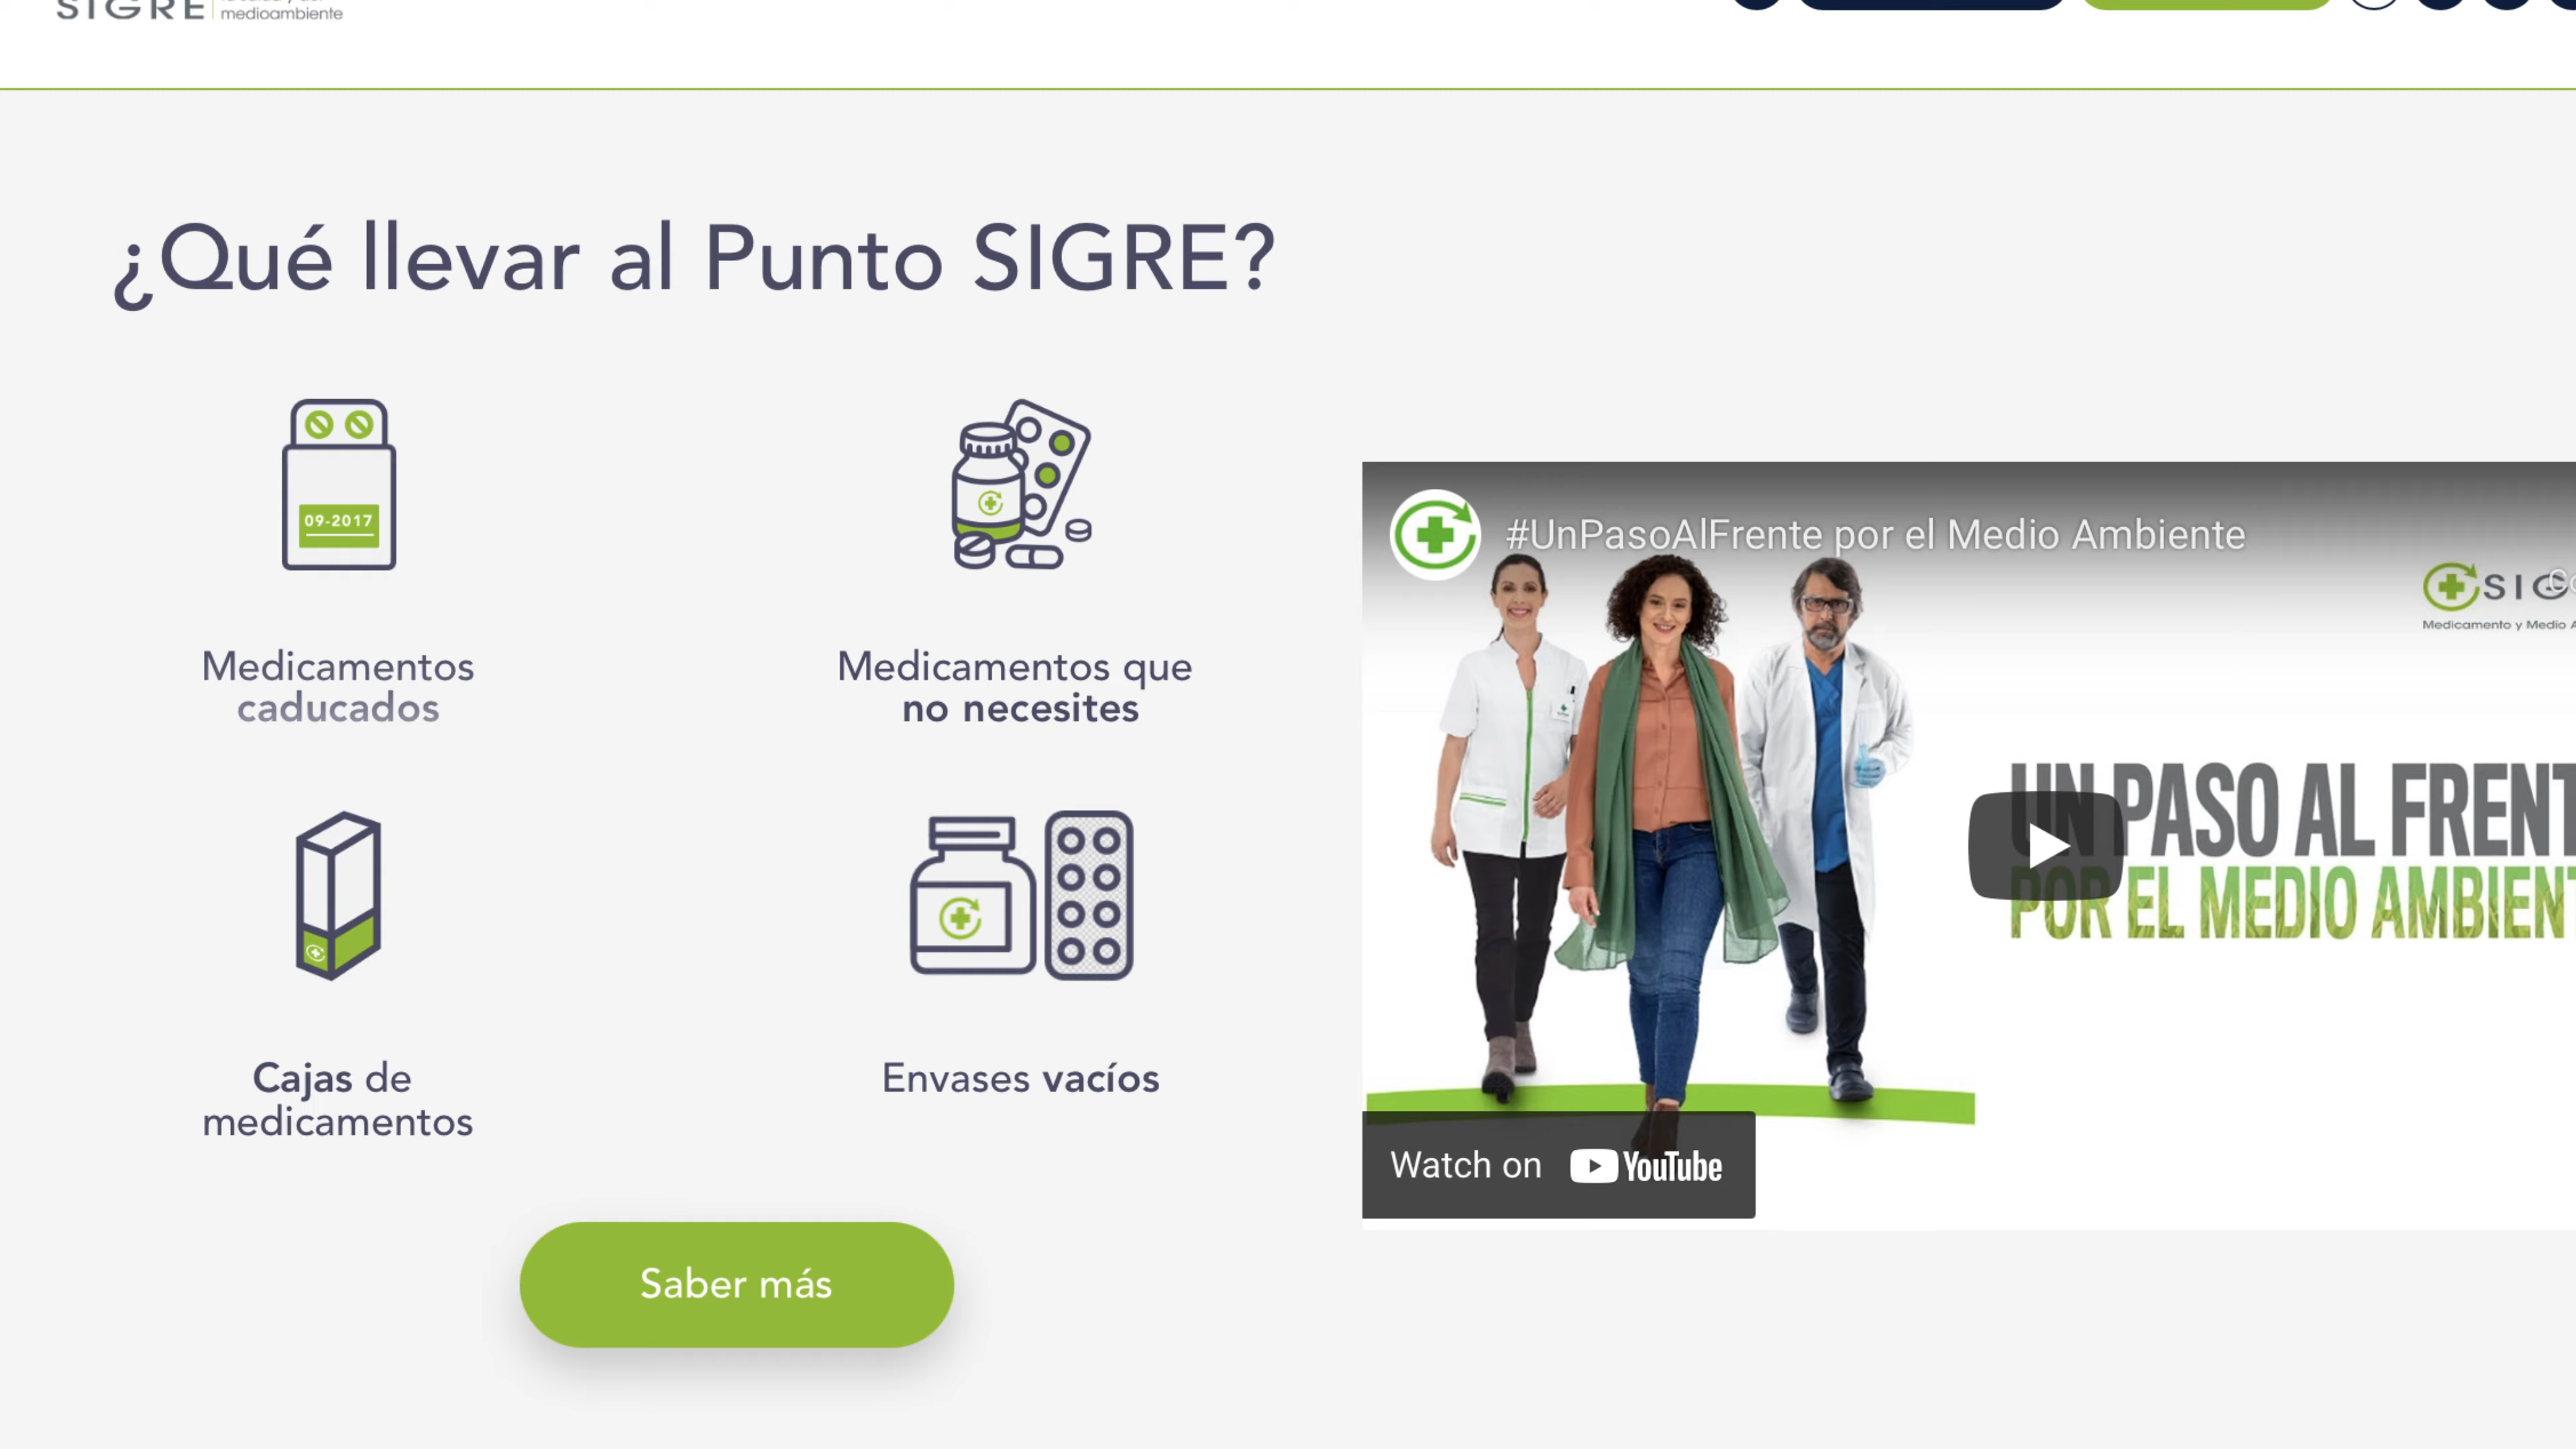 SIGRE
medioambiente
¿Qué llevar al Punto SIGRE?
09-2017
Medicamentos
caducados
Medicamentos que
no necesites
Cajas de
medicamentos
Envases vacíos
Saber más
#UnPasoAlFrente por el Medio Ambiente
SIG
Medicamento y Medio
UN PASO AL FRENT
POR EL MEDIO AMBIENT
Watch on YouTube